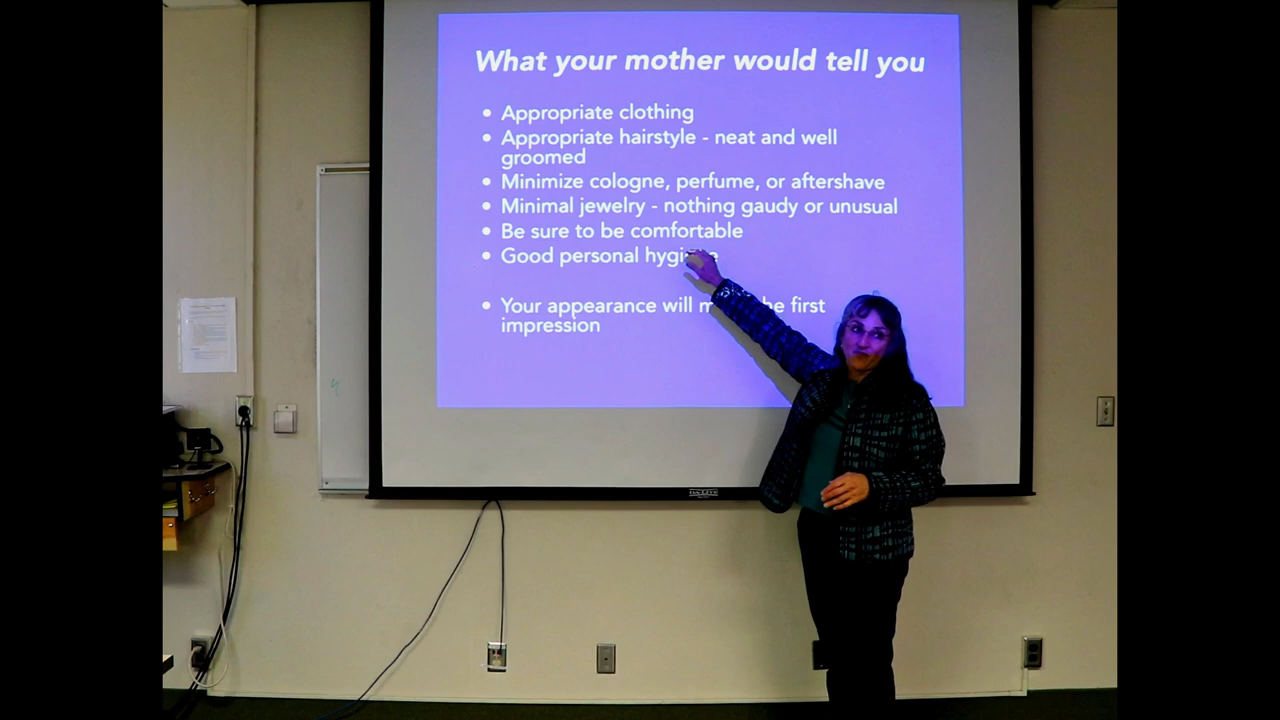 What your mother would tell you
• Appropriate clothing
• Appropriate hairstyle - neat and well
groomed
• Minimize cologne, perfume, or aftershave
• Minimal jewelry - nothing gaudy or unusual
• Be sure to be comfortable
• Good personal
• Your appearance will first
impression